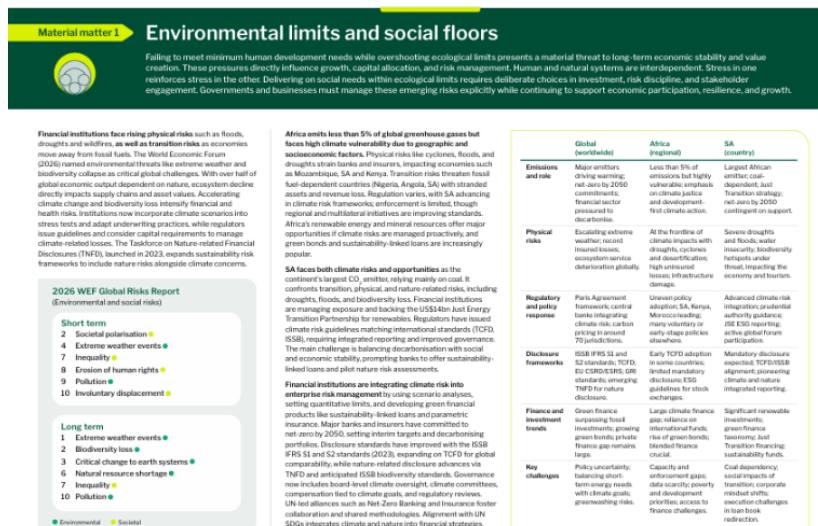 Material matter 1
Environmental limits and social floors
Failing to meet minimum human development needs while overshooting ecological limits presents a material threat to long-term economic stability and value
creation. These pressures directly influence growth, capital allocation, and risk management. Human and natural systems are interdependent. Stress in one
reinforces stress in the other. Delivering on social needs within ecological limits requires deliberate choices in investment, risk discipline, and stakeholder
engagement. Governments and businesses must manage these emerging risks explicitly while continuing to support economic participation, resilience, and growth.
Financial institutions face rising physical risks such as floods,
droughts and wildfires, as well as transition risks as economies
move away from fossil fuels. The World Economic Forum
(2026) named environmental threats like extreme weather and
biodiversity collapse as critical global challenges. With over half of
global economic output dependent on nature, ecosystem decline
directly impacts supply chains and asset values. Accelerating
climate change and biodiversity loss intensify financial and
health risks. Institutions now incorporate climate scenarios into
stress tests and adapt underwriting practices, while regulators
issue guidelines and consider capital requirements to manage
climate-related losses. The Taskforce on Nature-related Financial
Disclosures (TNFD), launched in 2023, expands sustainability risk
frameworks to include nature risks alongside climate concerns.
2026 WEF Global Risks Report
(Environmental and social risks)
Short term
2 Societal polarisation
4 Extreme weather events
7 Inequality
8 Erosion of human rights
9 Pollution
10 Involuntary displacement
Long term
1 Extreme weather events
2 Biodiversity loss
3 Critical change to earth systems
6 Natural resource shortage
7 Inequality
10 Pollution
Environmental Societal
Africa emits less than 5% of global greenhouse gases but
faces high climate vulnerability due to geographic and
socioeconomic factors. Physical risks like cyclones, floods, and
droughts strain banks and insurers, impacting economies such
as Mozambique, SA and Kenya. Transition risks threaten fossil
fuel-dependent countries (Nigeria, Angola, SA) with stranded
assets and revenue loss. Regulation varies, with SA advancing
in climate risk frameworks; enforcement is limited, though
regional and multilateral initiatives are improving standards.
Africa's renewable energy and mineral resources offer major
opportunities if climate risks are managed proactively, and
green bonds and sustainability-linked loans are increasingly
popular.
SA faces both climate risks and opportunities as the
continent's largest CO2 emitter, relying mainly on coal. It
confronts transition, physical, and nature-related risks, including
droughts, floods, and biodiversity loss. Financial institutions
are managing exposure and backing the US$14bn Just Energy
Transition Partnership for renewables. Regulators have issued
climate risk guidelines matching international standards (TCFD,
ISSB), requiring integrated reporting and improved governance.
The main challenge is balancing decarbonisation with social
and economic stability, prompting banks to offer sustainability-
linked loans and pilot nature risk assessments.
Financial institutions are integrating climate risk into
enterprise risk management by using scenario analyses,
setting quantitative limits, and developing green financial
products like sustainability-linked loans and parametric
insurance. Major banks and insurers have committed to
net-zero by 2050, setting interim targets and decarbonising
portfolios. Disclosure standards have improved with the ISSB
IFRS S1 and S2 standards (2023), expanding on TCFD for global
comparability, while nature-related disclosure advances via
TNFD and anticipated ISSB biodiversity standards. Governance
now includes board-level climate oversight, climate committees,
compensation tied to climate goals, and regulatory reviews.
UN-led alliances such as Net-Zero Banking and Insurance foster
collaboration and shared methodologies. Alignment with UN
SDGs integrates climate and nature into financial strategies.
Global (worldwide) Africa (regional) SA (country)
Emissions and role
Major emitters driving warming; net-zero by 2050 commitments; financial sector pressured to decarbonise.
Less than 5% of emissions but highly vulnerable; emphasis on climate justice and development-first climate action.
Largest African emitter; coal-dependent; Just Transition strategy; net-zero by 2050 contingent on support.
Physical risks
Escalating extreme weather; record insured losses; ecosystem service deterioration globally.
At the frontline of climate impacts with droughts, cyclones and desertification; high uninsured losses; infrastructure damage.
Severe droughts and floods; water insecurity; biodiversity hotspots under threat, impacting the economy and tourism.
Regulatory and policy response
Paris Agreement framework; central banks integrating climate risk; carbon pricing in around 70 jurisdictions.
Uneven policy adoption; SA, Kenya, Morocco leading; many voluntary or early-stage policies elsewhere.
Advanced climate risk integration; prudential authority guidance; JSE ESG reporting; active global forum participation.
Disclosure frameworks
ISSB IFRS S1 and S2 standards; TCFD; EU CSRD/ESRS; GRI standards; emerging TNFD for nature disclosure.
Early TCFD adoption in some countries; limited mandatory disclosure; ESG guidelines for stock exchanges.
Mandatory disclosure expected; TCFD/ISSB alignment; pioneering climate and nature integrated reporting.
Finance and investment trends
Green finance surpassing fossil investments; growing green bonds; private finance gap remains large.
Large climate finance gap; reliance on international funds; rise of green bonds; blended finance crucial.
Significant renewable investments; green finance taxonomy; Just Transition financing; sustainability funds.
Key challenges
Policy uncertainty; balancing short-term energy needs with climate goals; greenwashing risks.
Capacity and enforcement gaps; data scarcity; poverty and development priorities; access to finance challenges.
Coal dependency; social impacts of transition; corporate mindset shifts; execution challenges in loan book redirection.